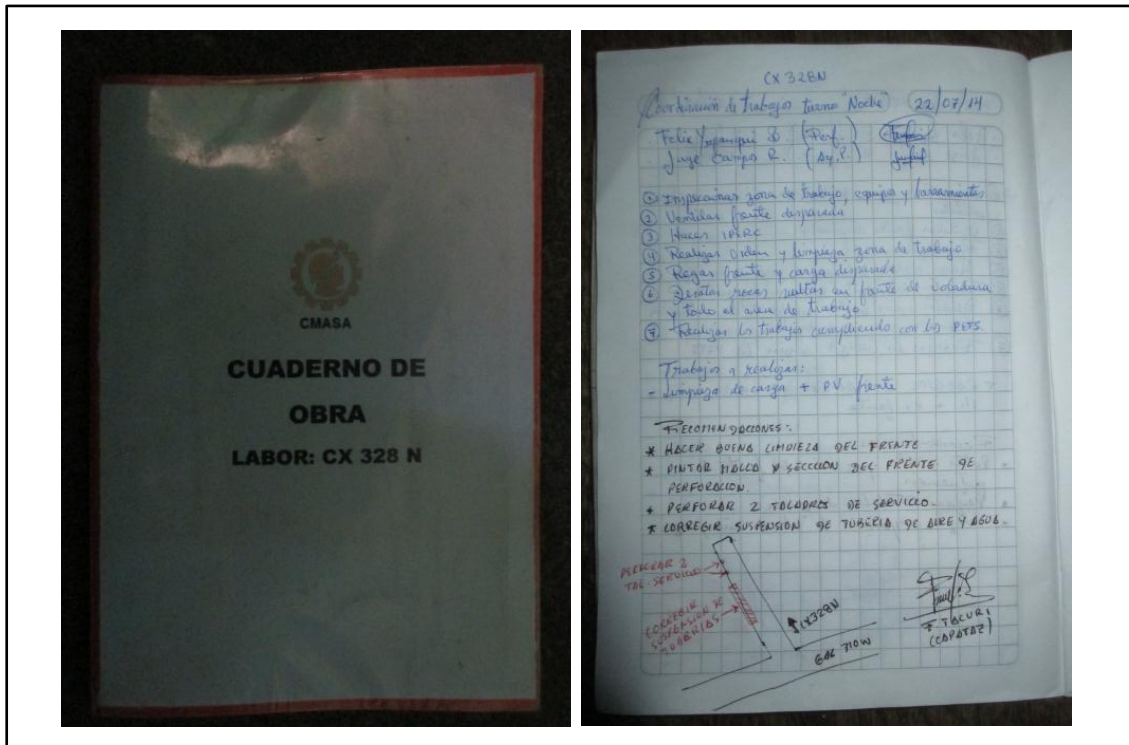 CMASA
CUADERNO DE
OBRA
LABOR: CX 328 N
CX 328N
Coordinación de trabajos turno "Noche" 22/07/14
Felix Yupanqui B. (Perf.)
Jorge Campos R. (Ay.P.)
① Inspeccionar zona de trabajo, equipo y herramientas
② Ventilar frente disparada
③ Hacer IPERC
④ Realizar Orden y limpieza zona de trabajo
⑤ Regar frente y carga disparada
⑥ Desatar rocas sueltas en frente de voladura
y todo el area de trabajo
⑦ Realizar los trabajos cumpliendo con los PETS.
Trabajos a realizar:
- Limpieza de carga + PV frente
RECOMENDACIONES:
* HACER BUENA LIMPIEZA DEL FRENTE
* PINTAR MALLA Y SECCION DEL FRENTE DE
PERFORACION.
* PERFORAR 2 TALADROS DE SERVICIO.
* CORREGIR SUSPENSION DE TUBERIA DE AIRE Y AGUA.
PERFORAR 2
TAL. SERVICIO
CORREGIR
SUSPENSION DE
TUBERIAS
CX328N
GAL 710W
F. TACURI
(CAPATAZ)